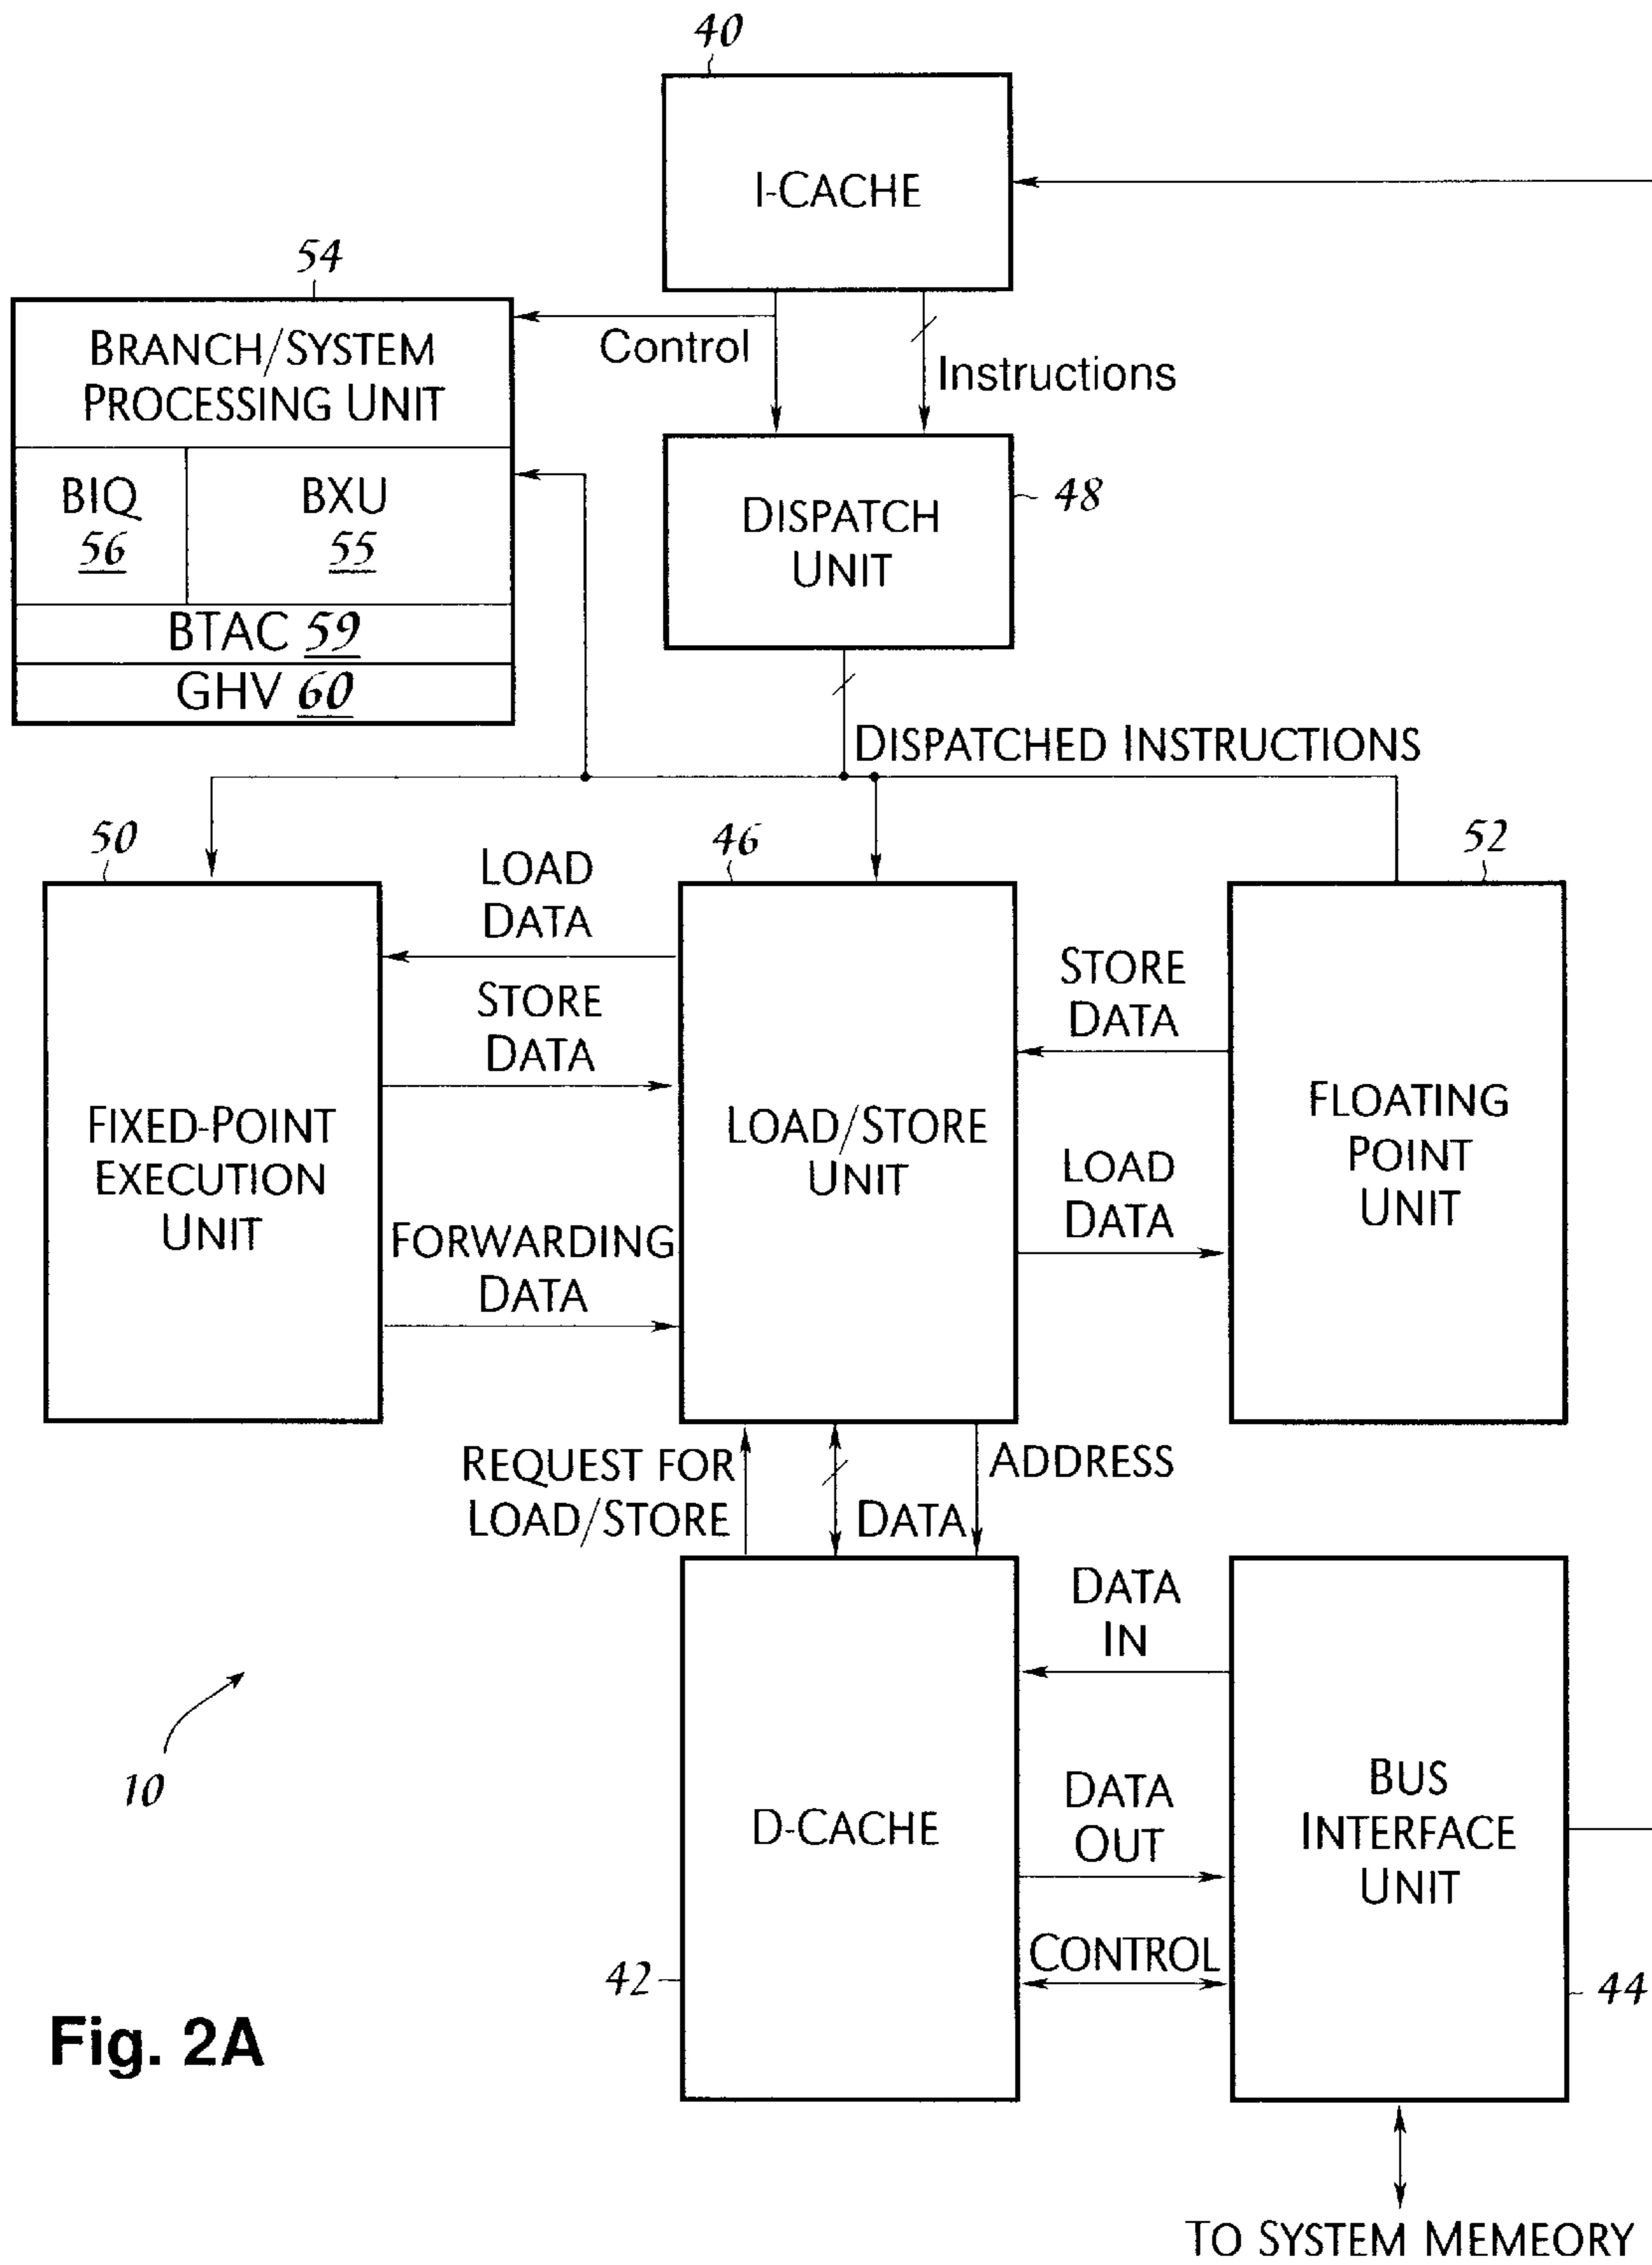 40
I-CACHE
54
BRANCH/SYSTEM
PROCESSING UNIT
Control
Instructions
BIQ
56
BXU
55
DISPATCH
UNIT
48
BTAC 59
GHV 60
DISPATCHED INSTRUCTIONS
50
46
52
LOAD
DATA
STORE
DATA
STORE
DATA
FIXED-POINT
EXECUTION
UNIT
LOAD/STORE
UNIT
FLOATING
POINT
UNIT
LOAD
DATA
FORWARDING
DATA
REQUEST FOR
LOAD/STORE
DATA
ADDRESS
DATA
IN
10
D-CACHE
DATA
OUT
BUS
INTERFACE
UNIT
CONTROL
42
44
Fig. 2A
TO SYSTEM MEMEORY